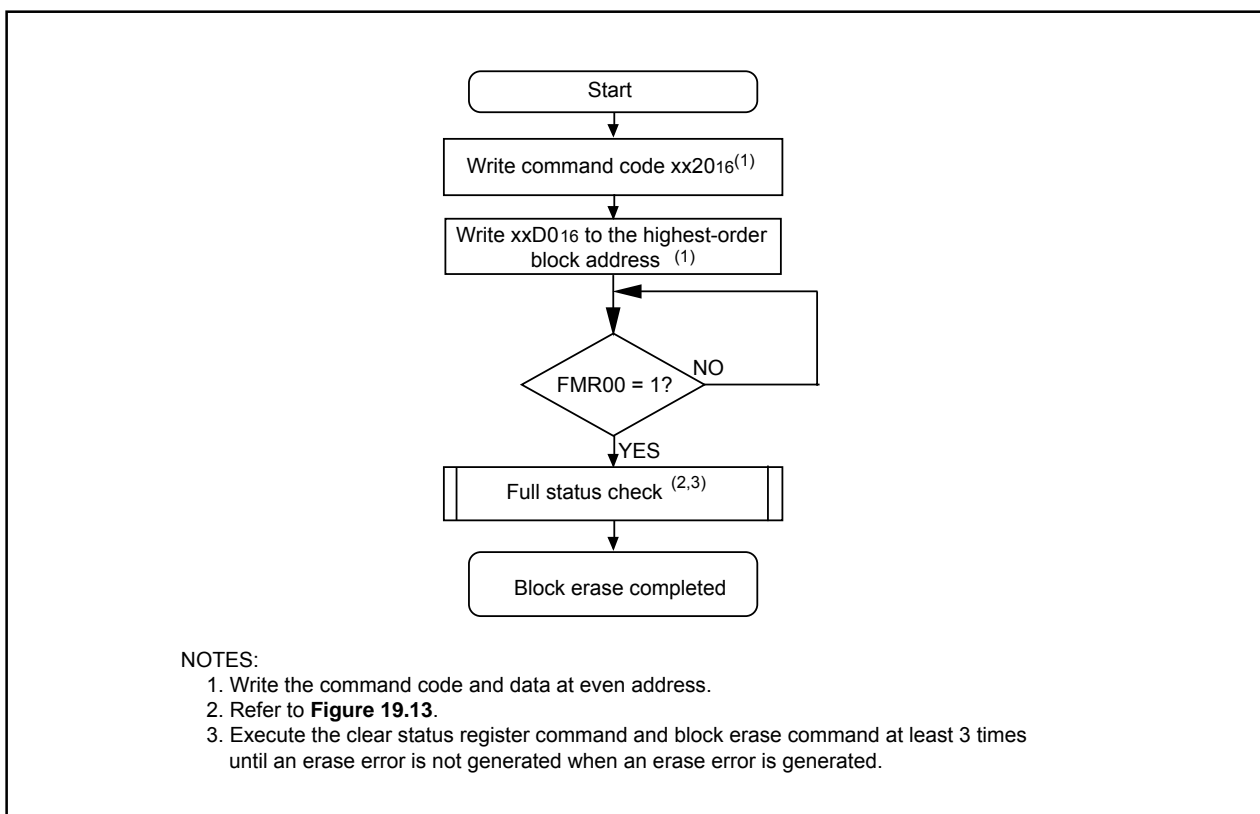 Start
Write command code xx2016(1)
Write xxD016 to the highest-order
block address (1)
FMR00 = 1?
NO
YES
Full status check (2,3)
Block erase completed
NOTES:
1. Write the command code and data at even address.
2. Refer to Figure 19.13.
3. Execute the clear status register command and block erase command at least 3 times
until an erase error is not generated when an erase error is generated.